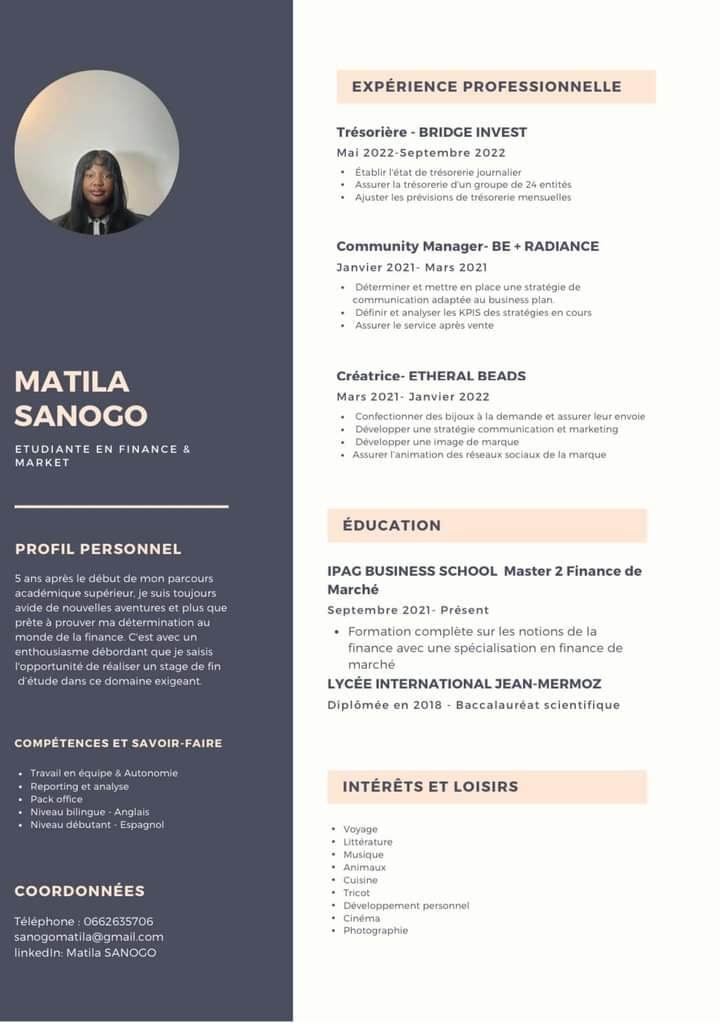 MATILA
SANOGO
ETUDIANTE EN FINANCE &
MARKET
PROFIL PERSONNEL
5 ans après le début de mon parcours
académique supérieur, je suis toujours
avide de nouvelles aventures et plus que
prête à prouver ma détermination au
monde de la finance. C'est avec un
enthousiasme débordant que je saisis
l'opportunité de réaliser un stage de fin
d'étude dans ce domaine exigeant.
COMPÉTENCES ET SAVOIR-FAIRE
• Travail en équipe & Autonomie
• Reporting et analyse
• Pack office
• Niveau bilingue - Anglais
• Niveau débutant - Espagnol
COORDONNÉES
Téléphone : 0662635706
sanogomatila@gmail.com
linkedIn: Matila SANOGO
EXPÉRIENCE PROFESSIONNELLE
Trésorière - BRIDGE INVEST
Mai 2022-Septembre 2022
• Établir l'état de trésorerie journalier
• Assurer la trésorerie d'un groupe de 24 entités
• Ajuster les prévisions de trésorerie mensuelles
Community Manager- BE + RADIANCE
Janvier 2021- Mars 2021
• Déterminer et mettre en place une stratégie de
communication adaptée au business plan.
• Définir et analyser les KPIS des stratégies en cours
• Assurer le service après vente
Créatrice- ETHERAL BEADS
Mars 2021- Janvier 2022
• Confectionner des bijoux à la demande et assurer leur envoie
• Développer une stratégie communication et marketing
• Développer une image de marque
• Assurer l'animation des réseaux sociaux de la marque
ÉDUCATION
IPAG BUSINESS SCHOOL Master 2 Finance de
Marché
Septembre 2021- Présent
• Formation complète sur les notions de la
finance avec une spécialisation en finance de
marché
LYCÉE INTERNATIONAL JEAN-MERMOZ
Diplômée en 2018 - Baccalauréat scientifique
INTÉRÊTS ET LOISIRS
• Voyage
• Littérature
• Musique
• Animaux
• Cuisine
• Tricot
• Développement personnel
• Cinéma
• Photographie